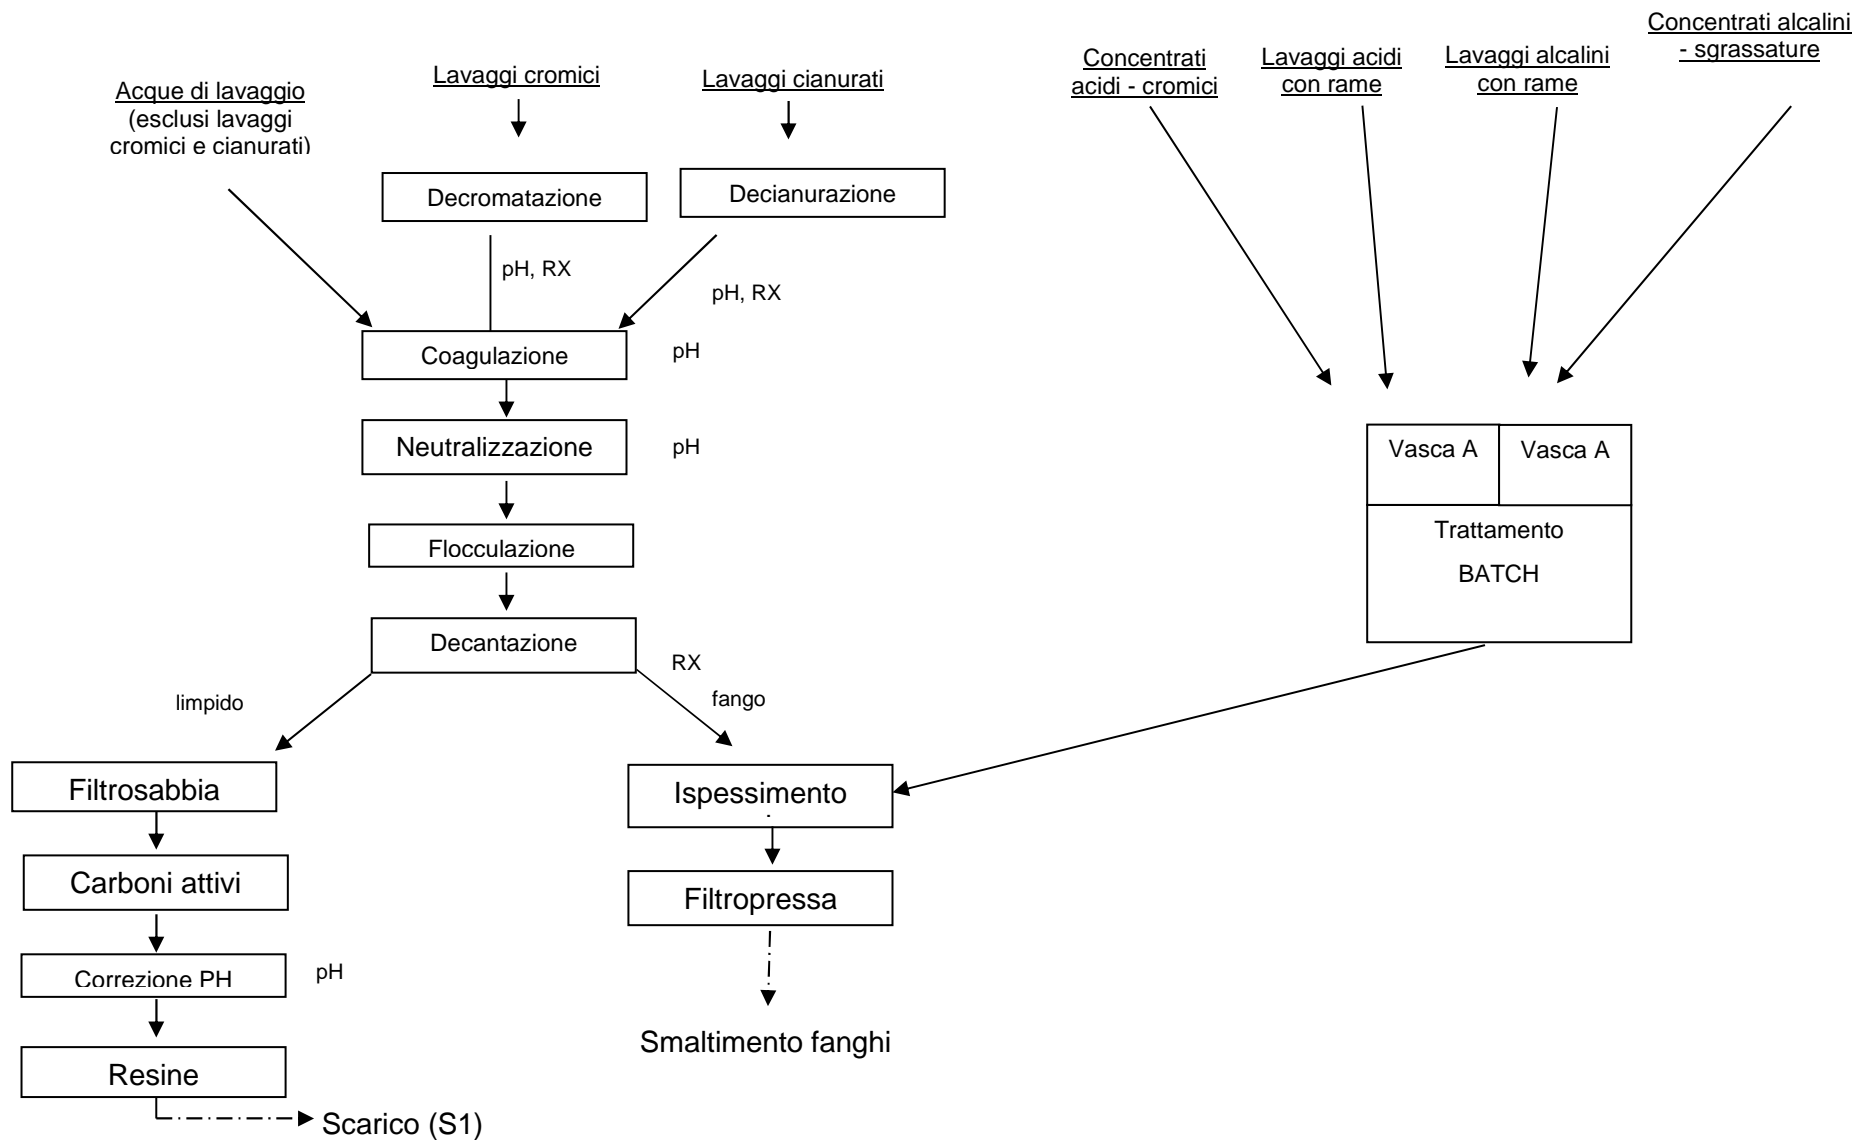 Acque di lavaggio
(esclusi lavaggi
cromici e cianurati)
Lavaggi cromici
Lavaggi cianurati
Concentrati
acidi - cromici
Lavaggi acidi
con rame
Lavaggi alcalini
con rame
Concentrati alcalini
- sgrassature
Decromatazione
Decianurazione
pH, RX
pH, RX
Coagulazione
pH
Neutralizzazione
pH
Flocculazione
Decantazione
RX
limpido
fango
Vasca A
Vasca A
Trattamento
BATCH
Filtrosabbia
Ispessimento
Carboni attivi
Filtropressa
Correzione PH
pH
Smaltimento fanghi
Resine
Scarico (S1)